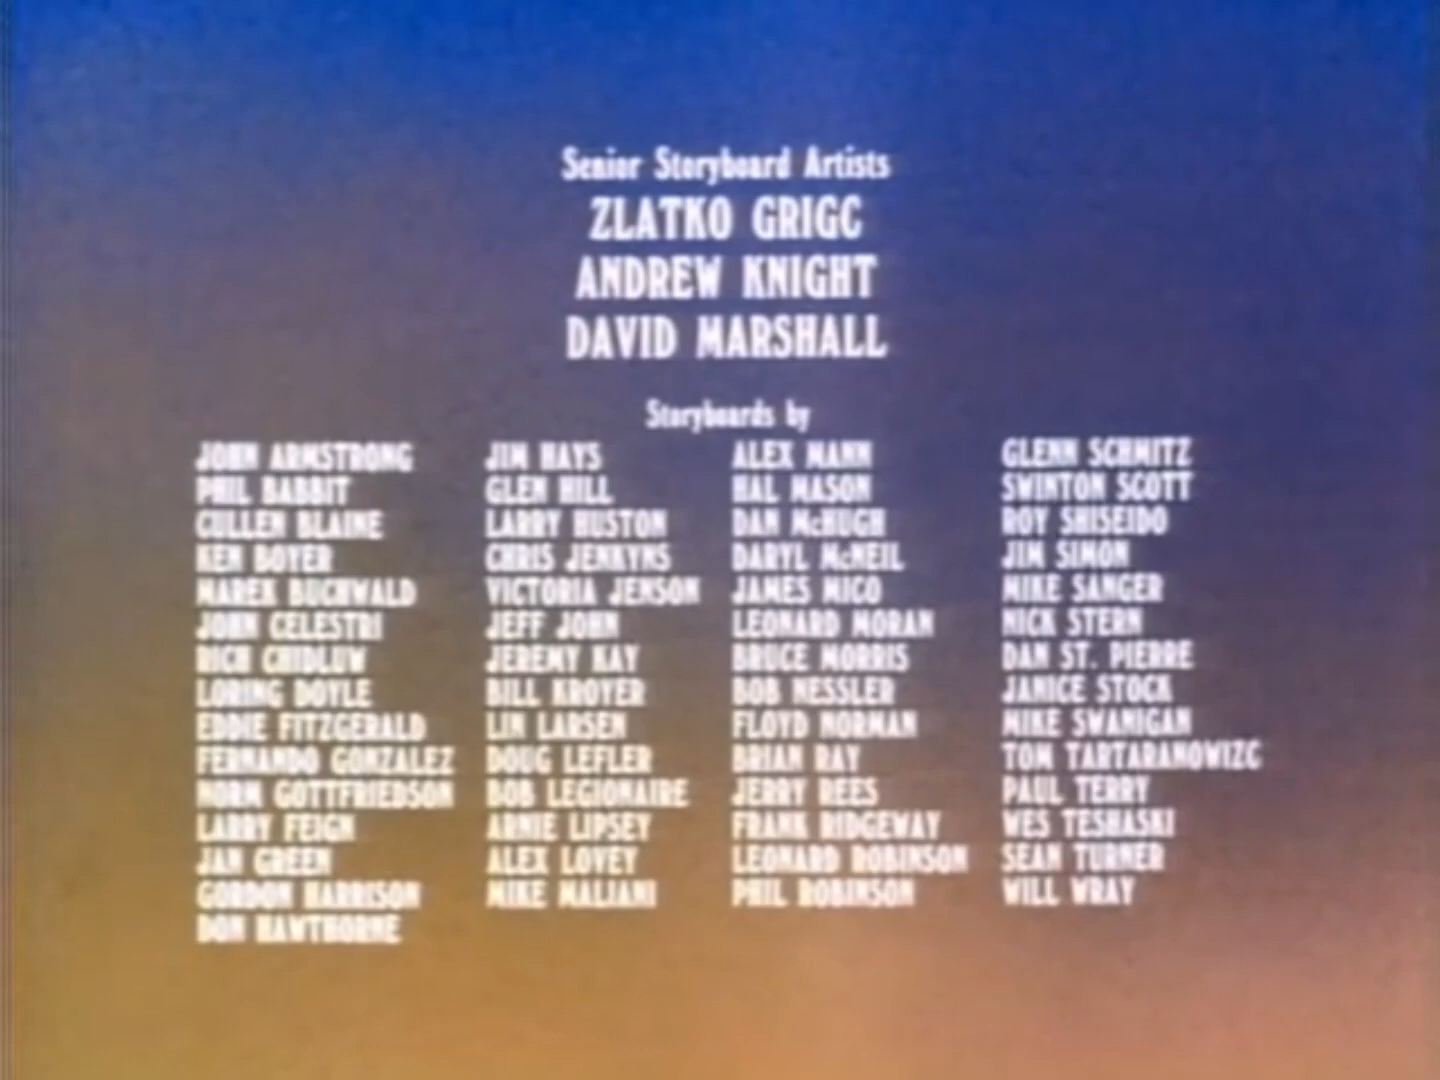 Senior Storyboard Artists
ZLATKO GRIGC
ANDREW KNIGHT
DAVID MARSHALL
Storyboards by
JOHN ARMSTRONG
PHIL BABBIT
CULLEN BLAINE
KEN BOYER
MAREK BUCHWALD
JOHN CELESTRI
RICH CHIDLOW
LORING DOYLE
EDDIE FITZGERALD
FERNANDO GONZALEZ
NORM GOTTFRIEDSON
LARRY FEIGN
JAN GREEN
GORDON HARRISON
DON HAWTHORNE
JIM HAYS
GLEN HILL
LARRY HUSTON
CHRIS JENKYNS
VICTORIA JENSON
JEFF JOHN
JEREMY KAY
BILL KROYER
LIN LARSEN
DOUG LEFLER
BOB LEGIONAIRE
ARNIE LIPSEY
ALEX LOVEY
MIKE MALIANI
ALEX MANN
HAL MASON
DAN McHUGH
DARYL McNEIL
JAMES MICO
LEONARD MORAN
BRUCE MORRIS
BOB NESSLER
FLOYD NORMAN
BRIAN RAY
JERRY REES
FRANK RIDGEWAY
LEONARD ROBINSON
PHIL ROBINSON
GLENN SCHMITZ
SWINTON SCOTT
ROY SHISEIDO
JIM SIMON
MIKE SANGER
NICK STERN
DAN ST. PIERRE
JANICE STOCK
MIKE SWANIGAN
TOM TARTARANOWIZC
PAUL TERRY
WES TESHASKI
SEAN TURNER
WILL WRAY